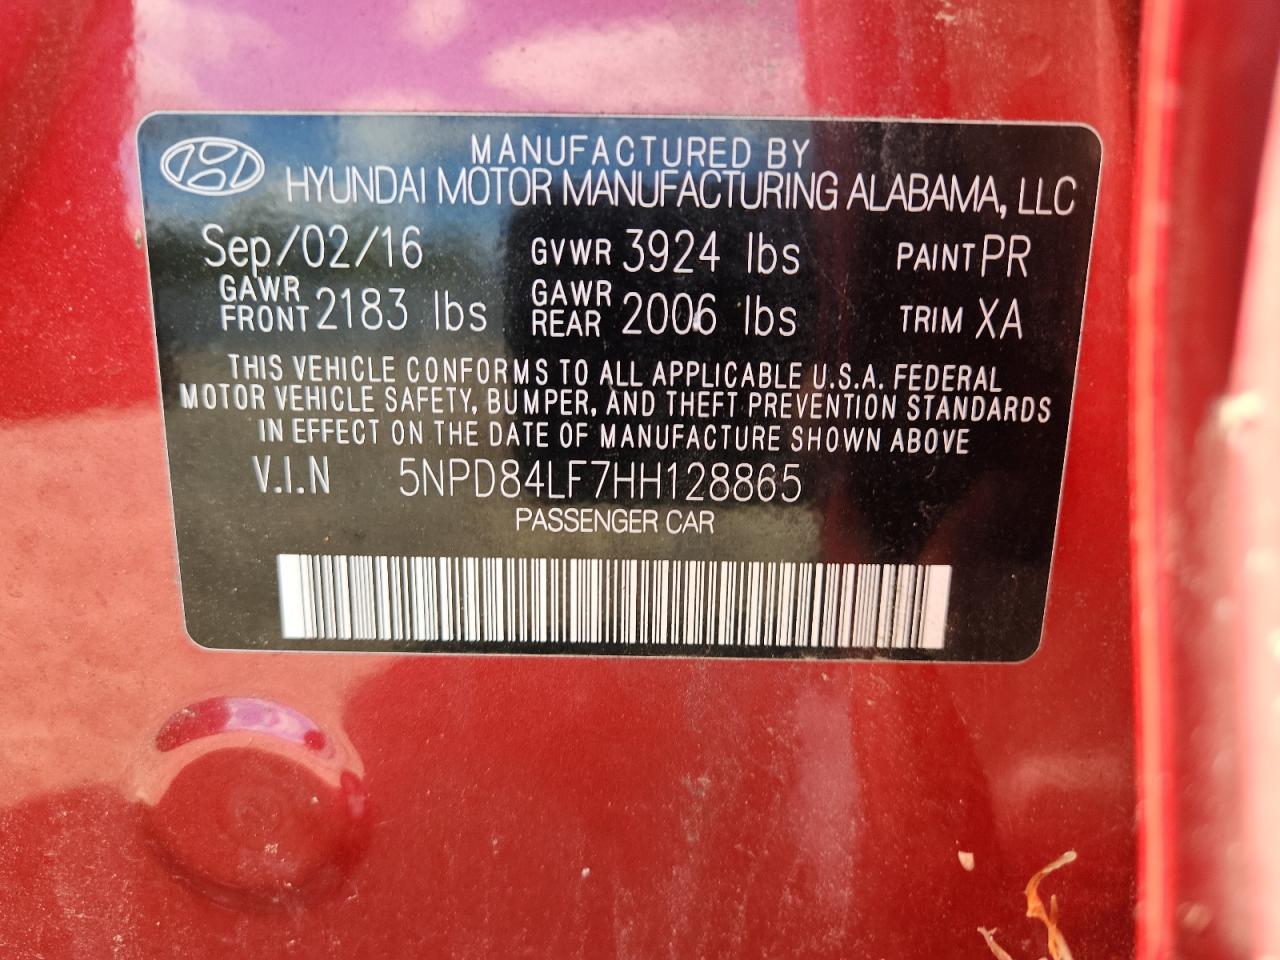 MANUFACTURED BY
HYUNDAI MOTOR MANUFACTURING ALABAMA, LLC
Sep/02/16 GVWR 3924 lbs PAINT PR
GAWR FRONT 2183 lbs GAWR REAR 2006 lbs TRIM XA
THIS VEHICLE CONFORMS TO ALL APPLICABLE U.S.A. FEDERAL
MOTOR VEHICLE SAFETY, BUMPER, AND THEFT PREVENTION STANDARDS
IN EFFECT ON THE DATE OF MANUFACTURE SHOWN ABOVE
V.I.N 5NPD84LF7HH128865
PASSENGER CAR